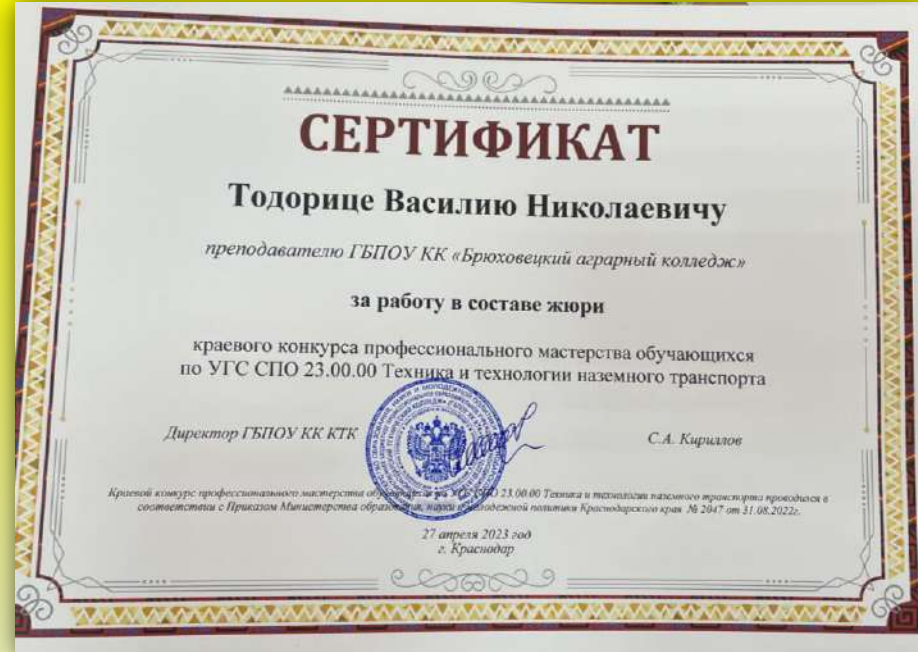 СЕРТИФИКАТ
Тодорице Василию Николаевичу
преподавателю ГБПОУ КК «Брюховецкий аграрный колледж»
за работу в составе жюри
краевого конкурса профессионального мастерства обучающихся
по УГС СПО 23.00.00 Техника и технологии наземного транспорта
Директор ГБПОУ КК КТК
С.А. Кириллов
Краевой конкурс профессионального мастерства обучающихся по УГС СПО 23.00.00 Техника и технологии наземного транспорта проводился в
соответствии с Приказом Министерства образования, науки и молодежной политики Краснодарского края № 2047 от 31.08.2022г.
27 апреля 2023 год
г. Краснодар